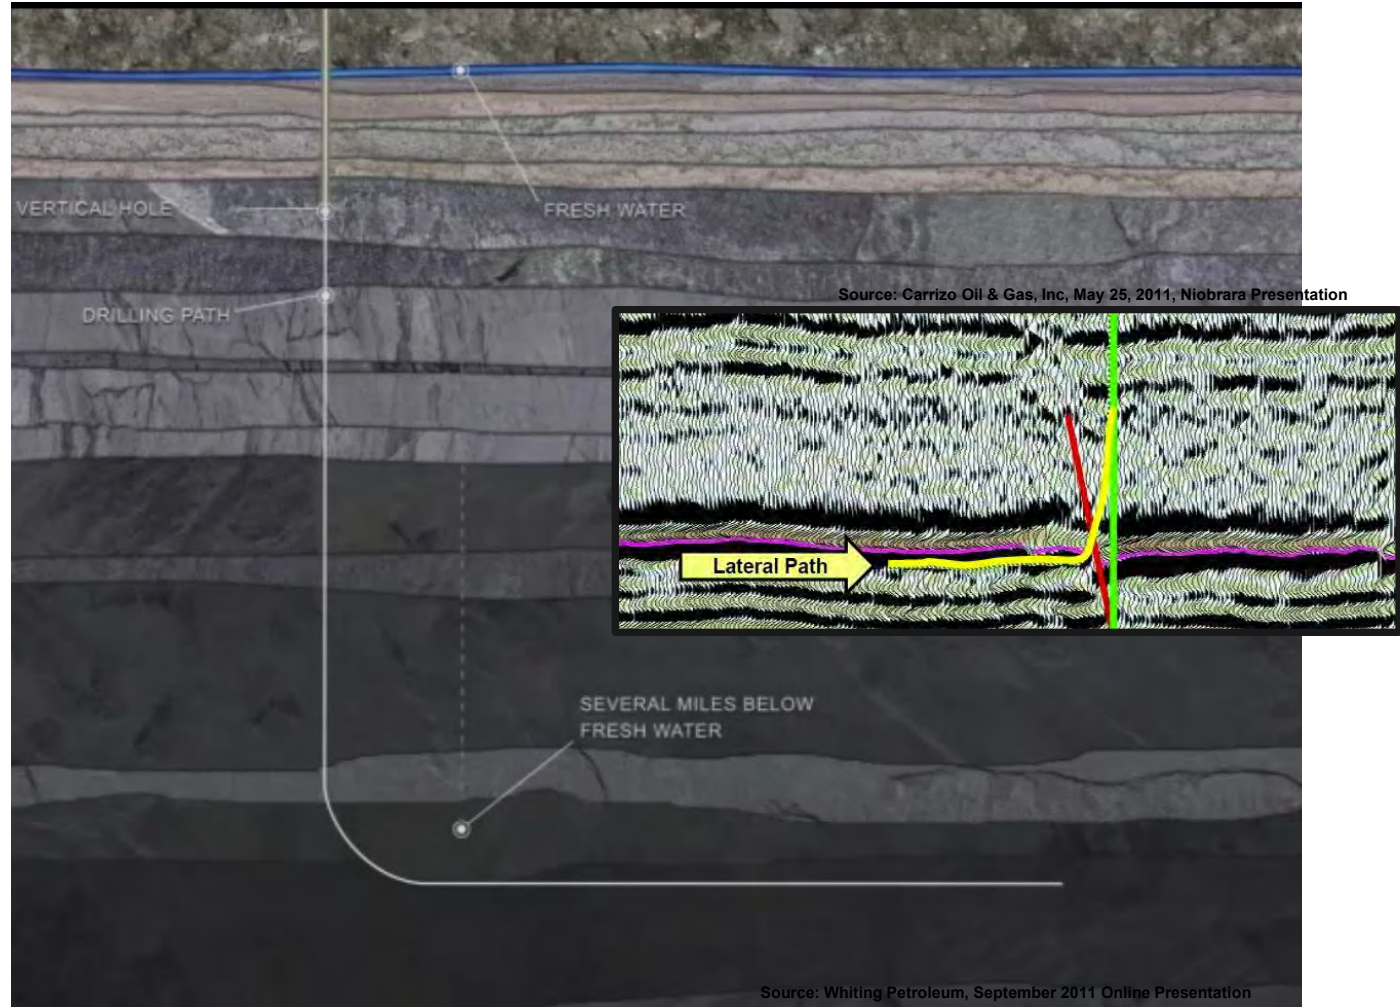 VERTICAL HOLE
FRESH WATER
Source: Carrizo Oil & Gas, Inc, May 25, 2011, Niobrara Presentation
DRILLING PATH
Lateral Path
SEVERAL MILES BELOW
FRESH WATER
Source: Whiting Petroleum, September 2011 Online Presentation